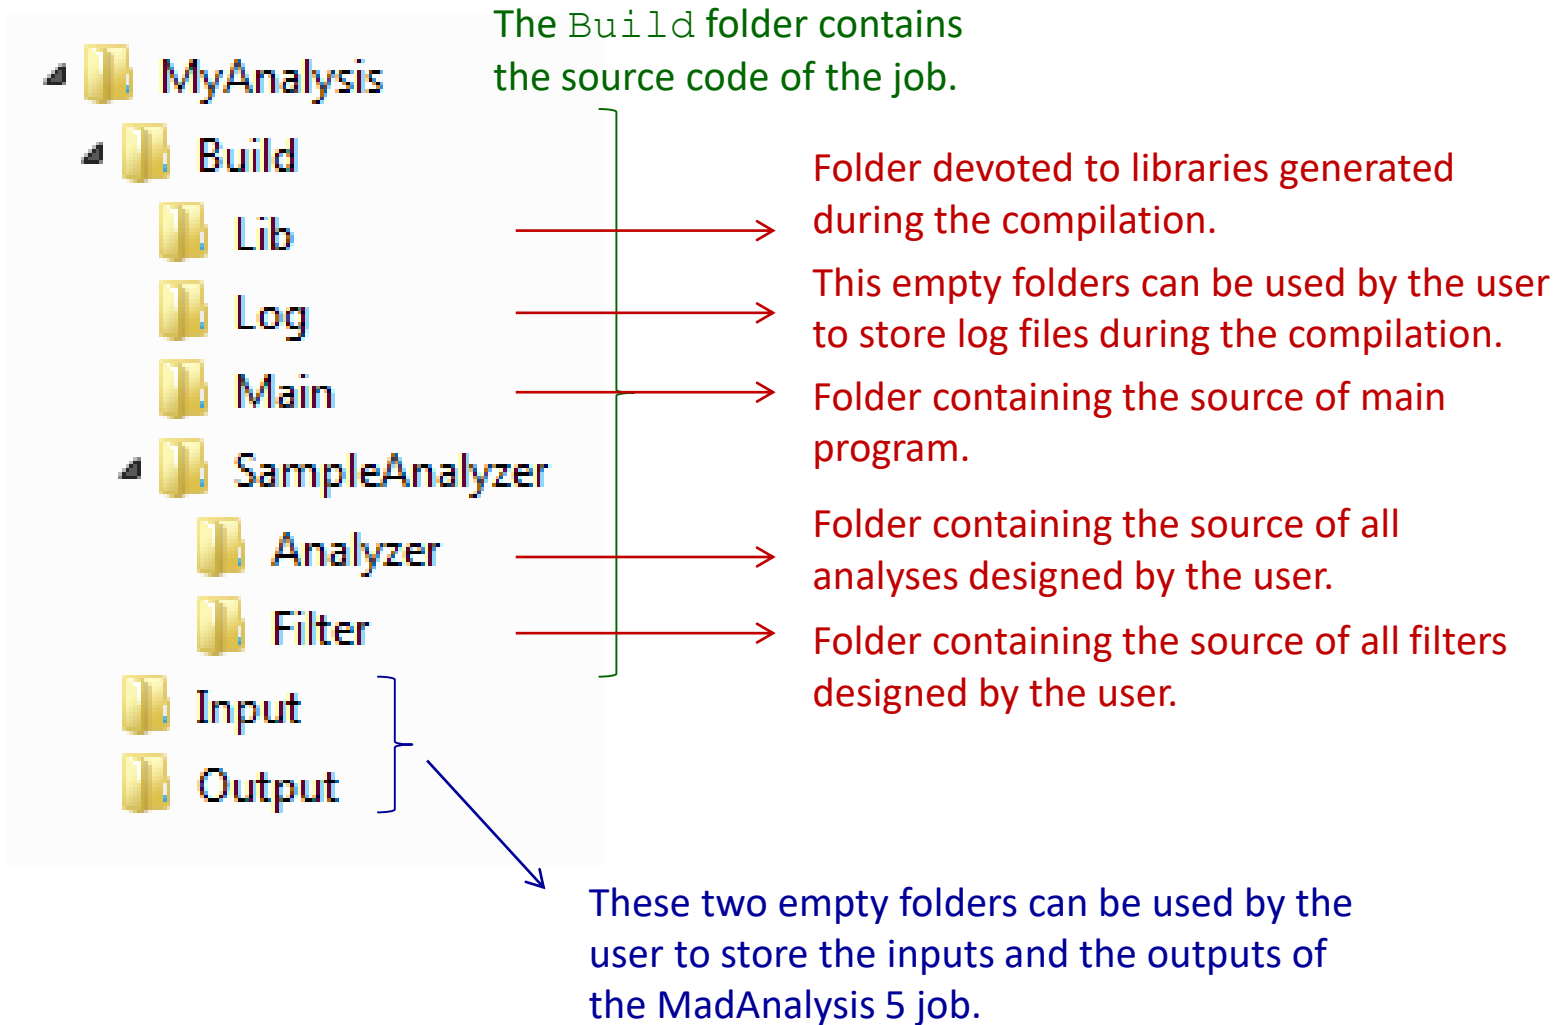 The Build folder contains
the source code of the job.
MyAnalysis
Build
Lib
Log
Main
SampleAnalyzer
Analyzer
Filter
Input
Output
Folder devoted to libraries generated
during the compilation.
This empty folders can be used by the user
to store log files during the compilation.
Folder containing the source of main
program.
Folder containing the source of all
analyses designed by the user.
Folder containing the source of all filters
designed by the user.
These two empty folders can be used by the
user to store the inputs and the outputs of
the MadAnalysis 5 job.